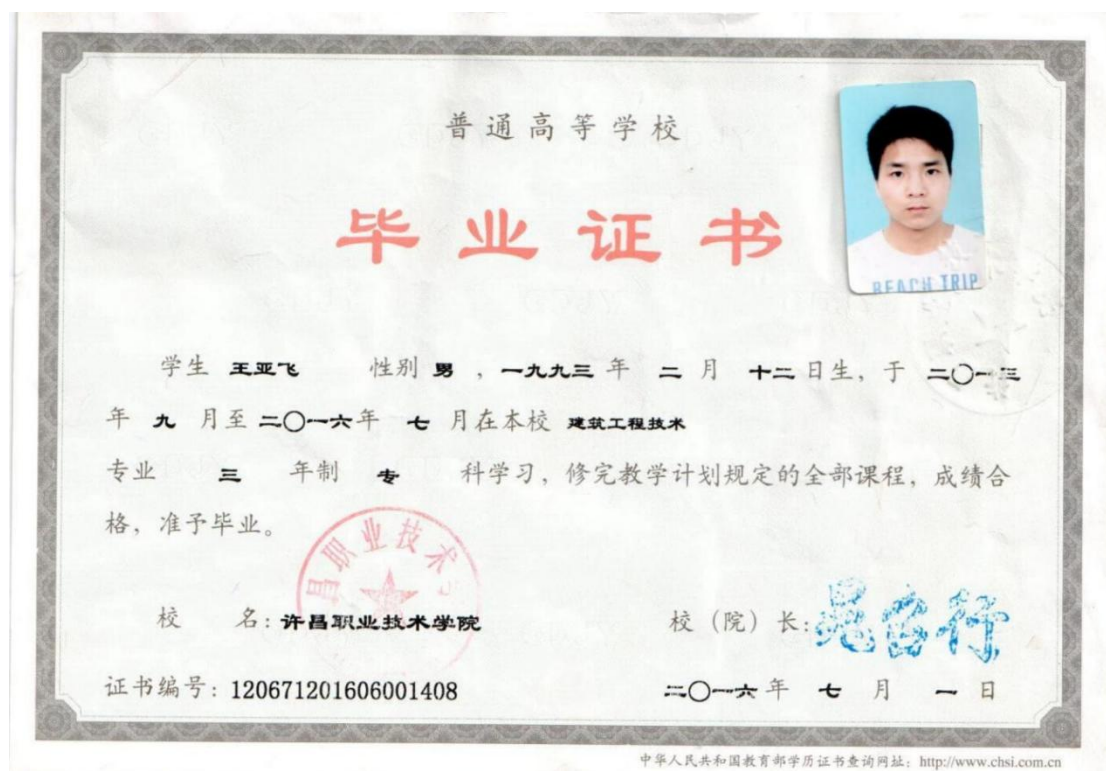 普通高等学校
毕业证书
BEACH TRIP
学生 王亚飞 性别 男 ，一九九三 年 二 月 十二 日生，于 二〇一三
年 九 月至 二〇一六年 七 月在本校 建筑工程技术
专业 三 年制 专 科学习，修完教学计划规定的全部课程，成绩合
格，准予毕业。
昌职业技术
校 名：许昌职业技术学院 校（院）长：
证书编号：120671201606001408 二〇一六年 七 月 一 日
中华人民共和国教育部学历证书查询网址：http://www.chsi.com.cn